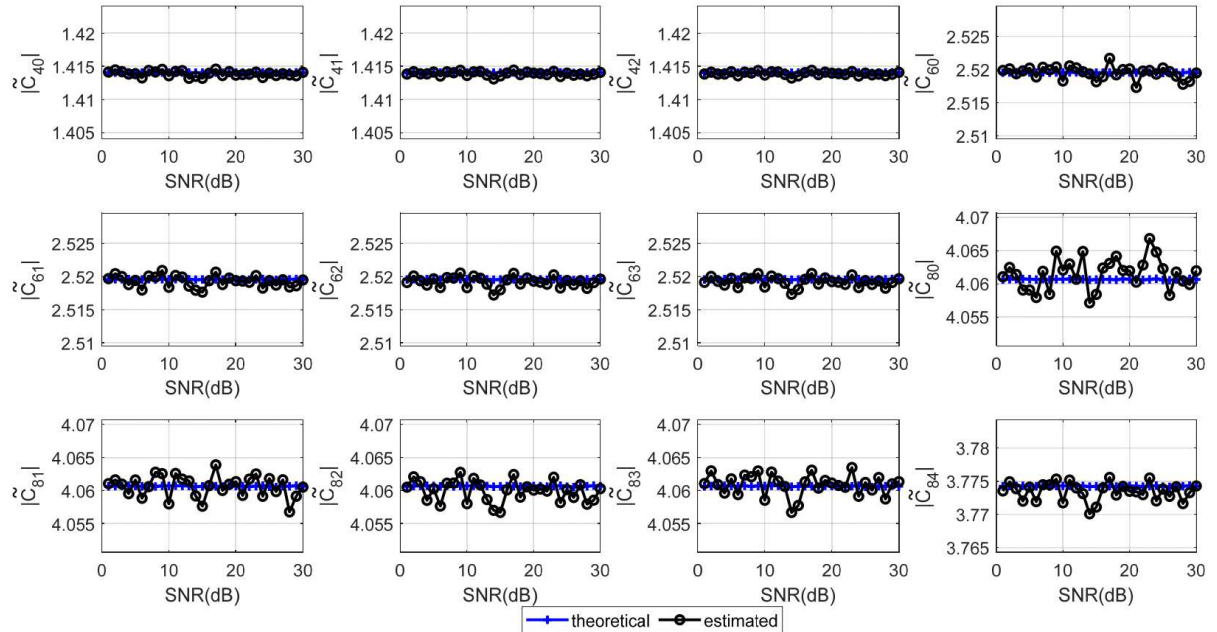 |C̃40|
1.42
1.415
1.41
1.405
0 10 20 30
SNR(dB)
|C̃41|
1.42
1.415
1.41
1.405
0 10 20 30
SNR(dB)
|C̃42|
1.42
1.415
1.41
1.405
0 10 20 30
SNR(dB)
|C̃60|
2.525
2.52
2.515
2.51
0 10 20 30
SNR(dB)
|C̃61|
2.525
2.52
2.515
2.51
0 10 20 30
SNR(dB)
|C̃62|
2.525
2.52
2.515
2.51
0 10 20 30
SNR(dB)
|C̃63|
2.525
2.52
2.515
2.51
0 10 20 30
SNR(dB)
|C̃80|
4.07
4.065
4.06
4.055
0 10 20 30
SNR(dB)
|C̃81|
4.07
4.065
4.06
4.055
0 10 20 30
SNR(dB)
|C̃82|
4.07
4.065
4.06
4.055
0 10 20 30
SNR(dB)
|C̃83|
4.07
4.065
4.06
4.055
0 10 20 30
SNR(dB)
|C̃84|
3.78
3.775
3.77
3.765
0 10 20 30
SNR(dB)
theoretical estimated